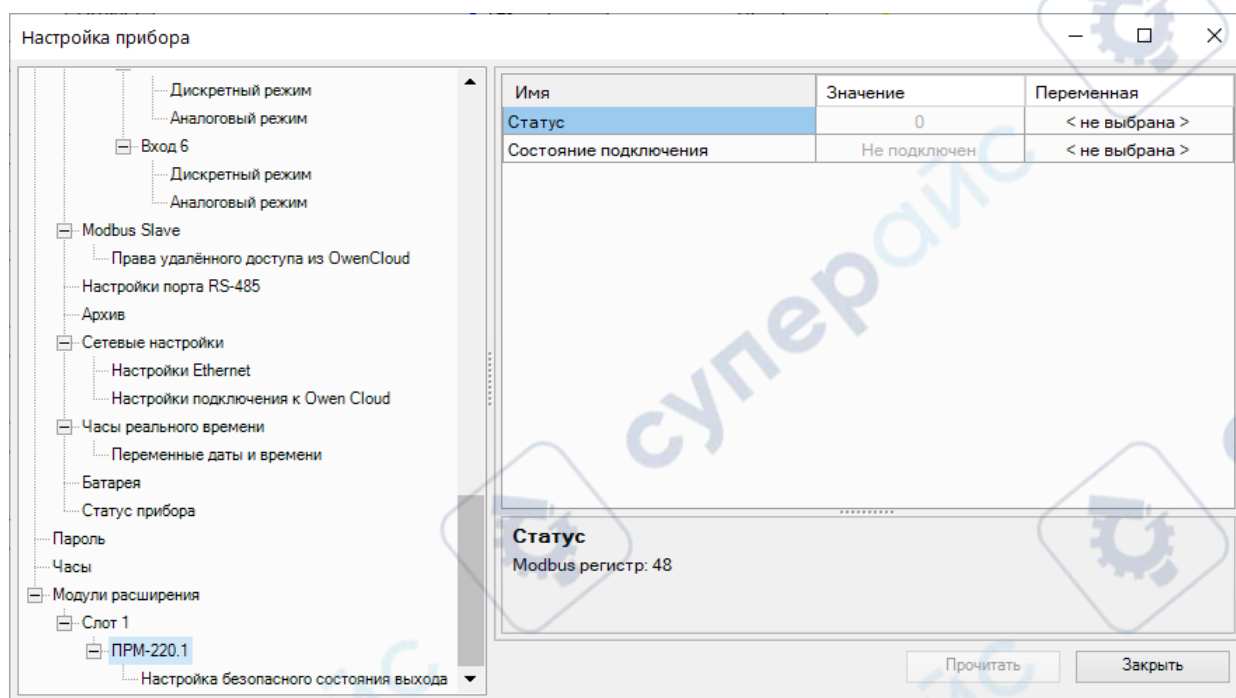 Настройка прибора
Дискретный режим
Аналоговый режим
Вход 6
Дискретный режим
Аналоговый режим
Modbus Slave
Права удалённого доступа из OwenCloud
Настройки порта RS-485
Архив
Сетевые настройки
Настройки Ethernet
Настройки подключения к Owen Cloud
Часы реального времени
Переменные даты и времени
Батарея
Статус прибора
Пароль
Часы
Модули расширения
Слот 1
ПРМ-220.1
Настройка безопасного состояния выхода
Имя Значение Переменная
Статус 0 < не выбрана >
Состояние подключения Не подключен < не выбрана >
Статус
Modbus регистр: 48
Прочитать Закрыть
суперайс